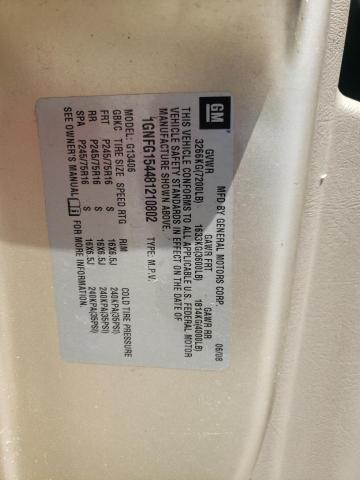 GM
MFD BY GENERAL MOTORS CORP 06/08
GVWR GAWR FRT GAWR RR
3266KG(7200LB) 1633KG(3600LB) 1814KG(4000LB)
THIS VEHICLE CONFORMS TO ALL APPLICABLE U.S. FEDERAL MOTOR
VEHICLE SAFETY STANDARDS IN EFFECT ON THE DATE OF
MANUFACTURE SHOWN ABOVE.
1GNFG154481210802 TYPE: M.P.V.
MODEL: G13406
GBKC TIRE SIZE SPEED RTG RIM COLD TIRE PRESSURE
FRT P245/75R16 S 16X6.5J 240KPA(35PSI)
RR P245/75R16 S 16X6.5J 240KPA(35PSI)
SPA P245/75R16 S 16X6.5J 240KPA(35PSI)
SEE OWNER'S MANUAL FOR MORE INFORMATION.